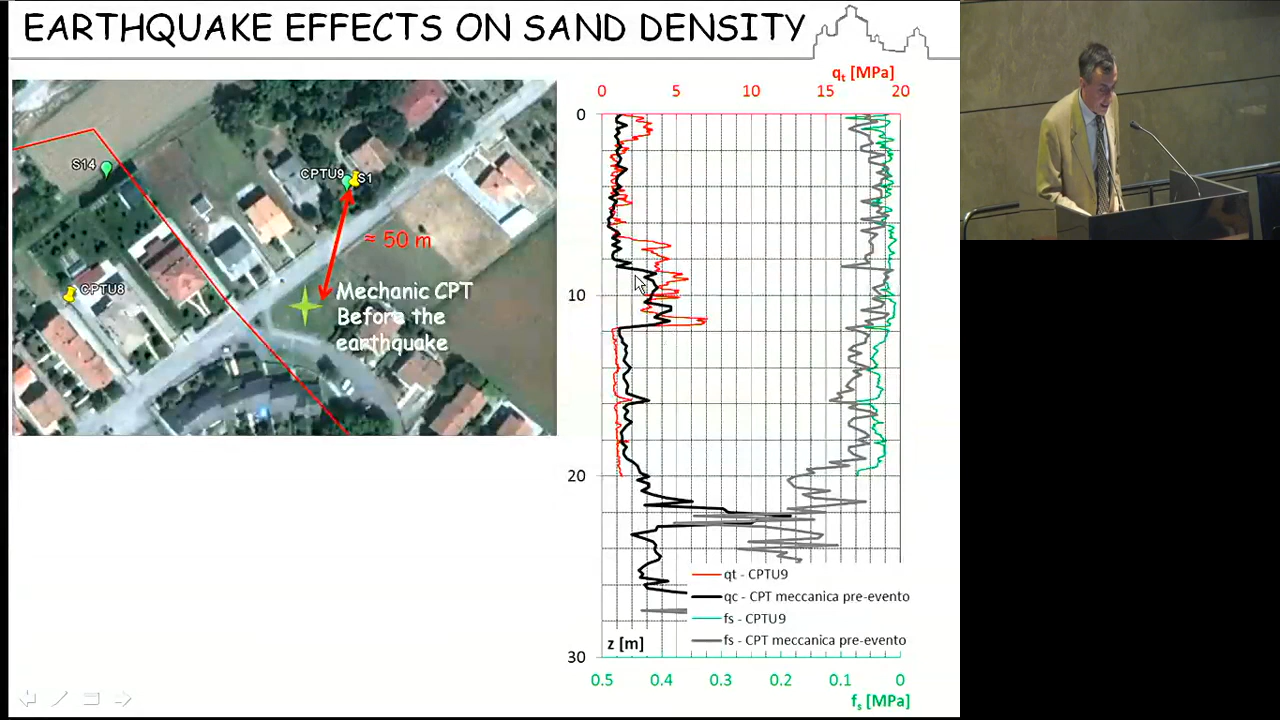 EARTHQUAKE EFFECTS ON SAND DENSITY
S14
CPTU9
S1
≈ 50 m
CPTU8
Mechanic CPT
Before the
earthquake
qt [MPa]
0 5 10 15 20
0
10
20
30
qt - CPTU9
qc - CPT meccanica pre-evento
fs - CPTU9
fs - CPT meccanica pre-evento
z [m]
0.5 0.4 0.3 0.2 0.1 0
fs [MPa]